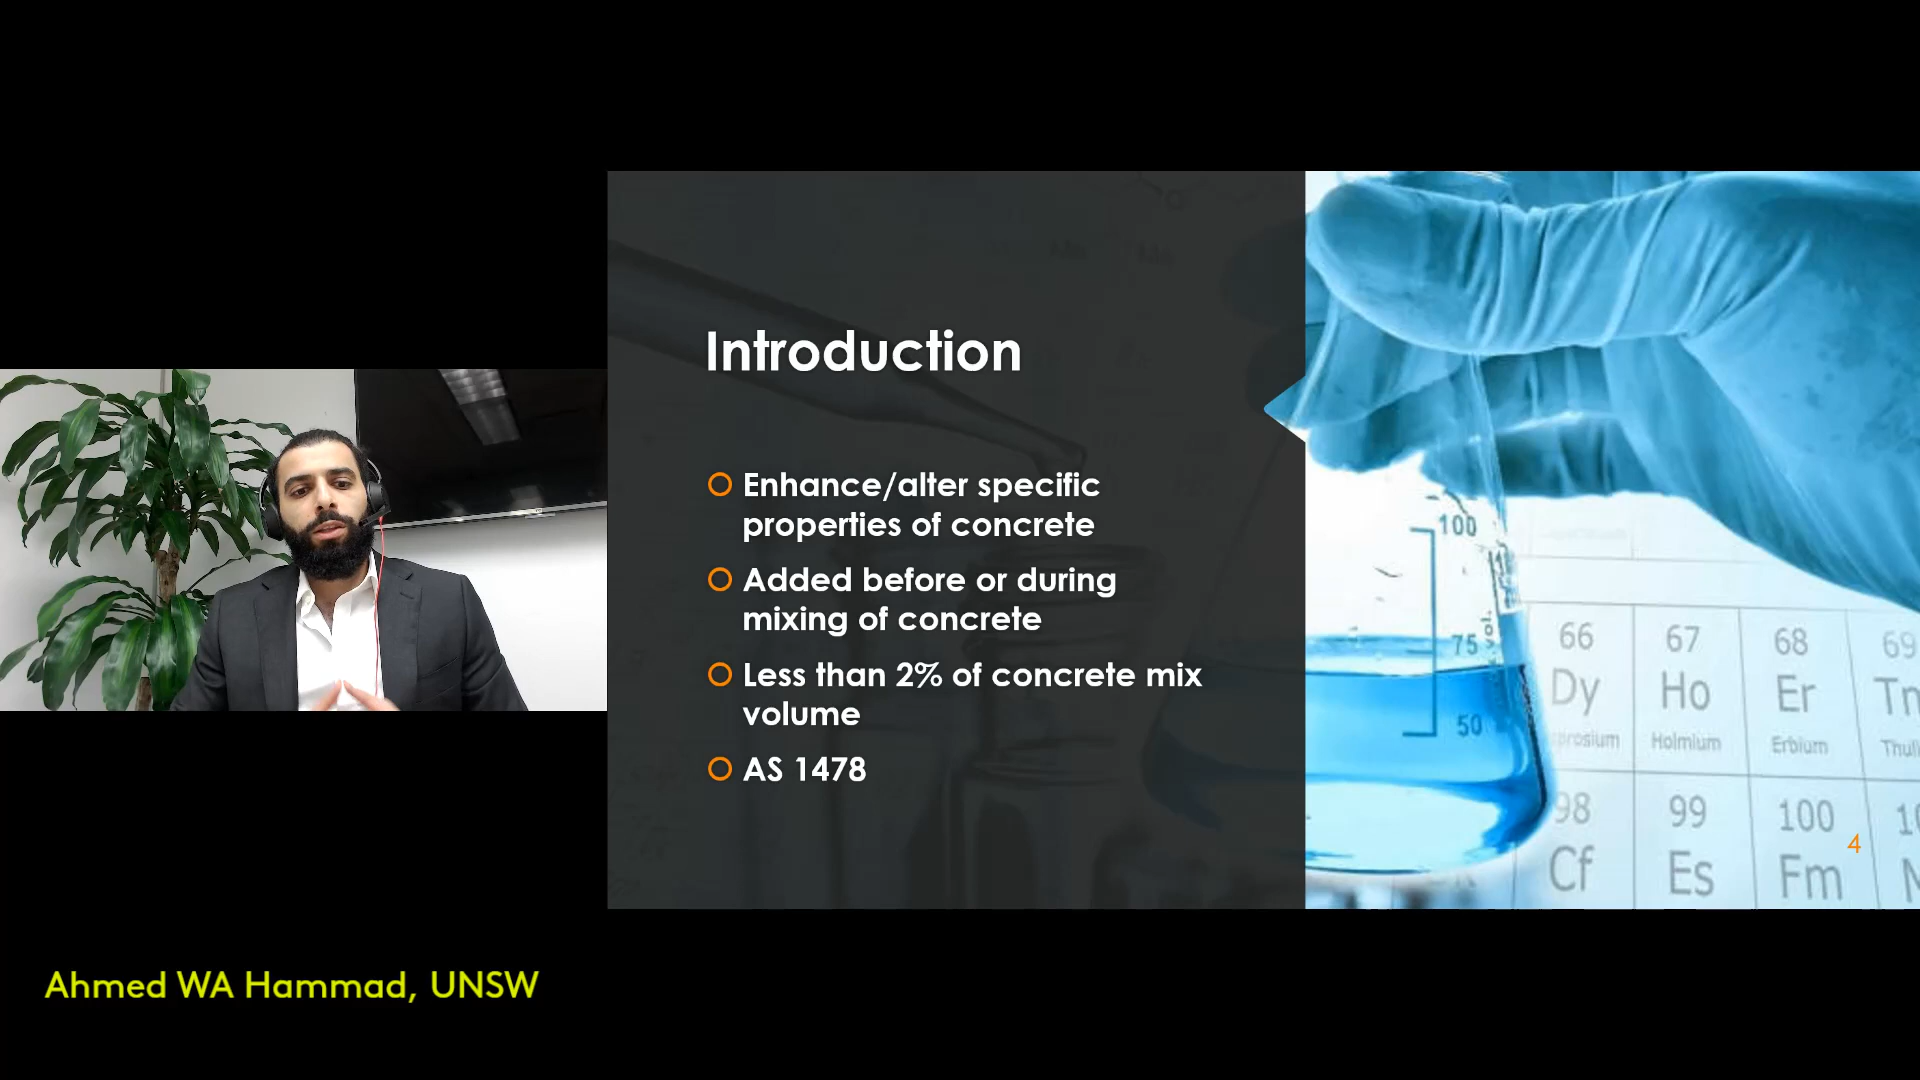 Introduction
Enhance/alter specific
properties of concrete
Added before or during
mixing of concrete
Less than 2% of concrete mix
volume
AS 1478
100
75
50
vol.
66
67
68
69
Dy
Ho
Er
Holmium
Erbium
98
99
100
Cf
Es
Fm
4
Ahmed WA Hammad, UNSW